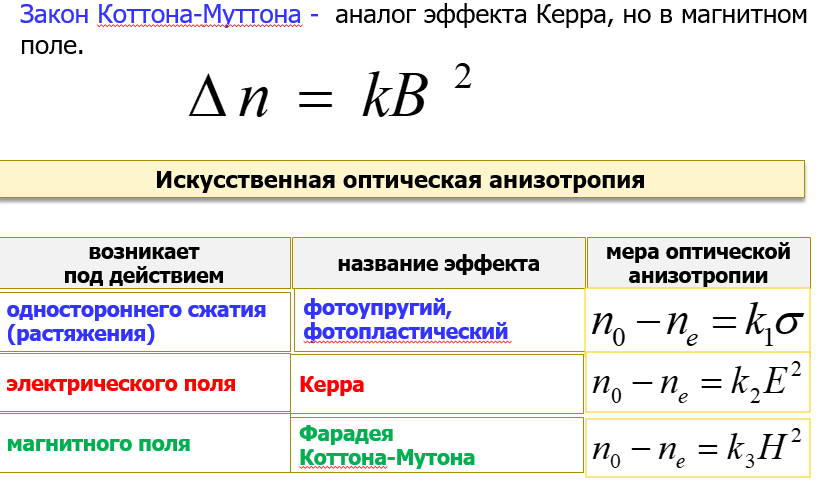 Закон Коттона-Муттона - аналог эффекта Керра, но в магнитном
поле.
Δn = kB²
Искусственная оптическая анизотропия
возникает
под действием
название эффекта
мера оптической
анизотропии
одностороннего сжатия
(растяжения)
фотоупругий,
фотопластический
n₀ − nₑ = k₁σ
электрического поля
Керра
n₀ − nₑ = k₂E²
магнитного поля
Фарадея
Коттона-Мутона
n₀ − nₑ = k₃H²